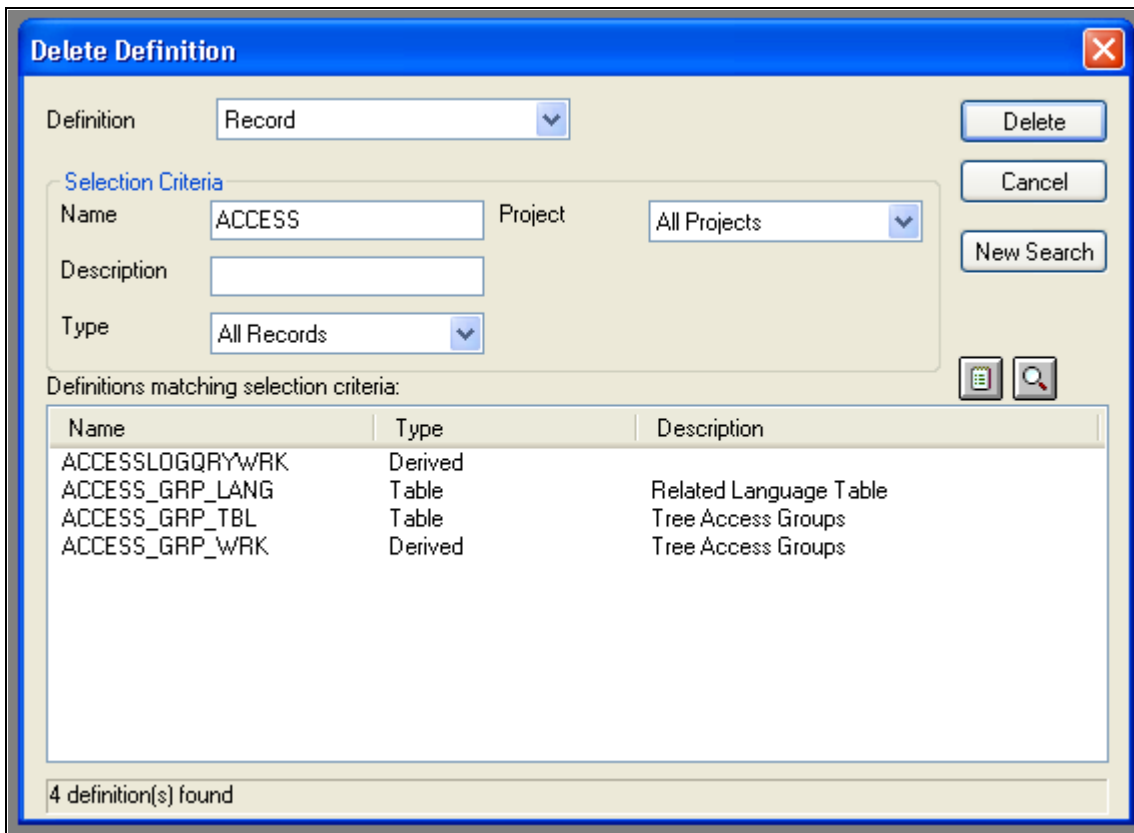 Delete Definition
Definition Record Delete
Selection Criteria Cancel
Name ACCESS Project All Projects
New Search
Description
Type All Records
Definitions matching selection criteria:
Name Type Description
ACCESSLOGQRYWRK Derived
ACCESS_GRP_LANG Table Related Language Table
ACCESS_GRP_TBL Table Tree Access Groups
ACCESS_GRP_WRK Derived Tree Access Groups
4 definition(s) found